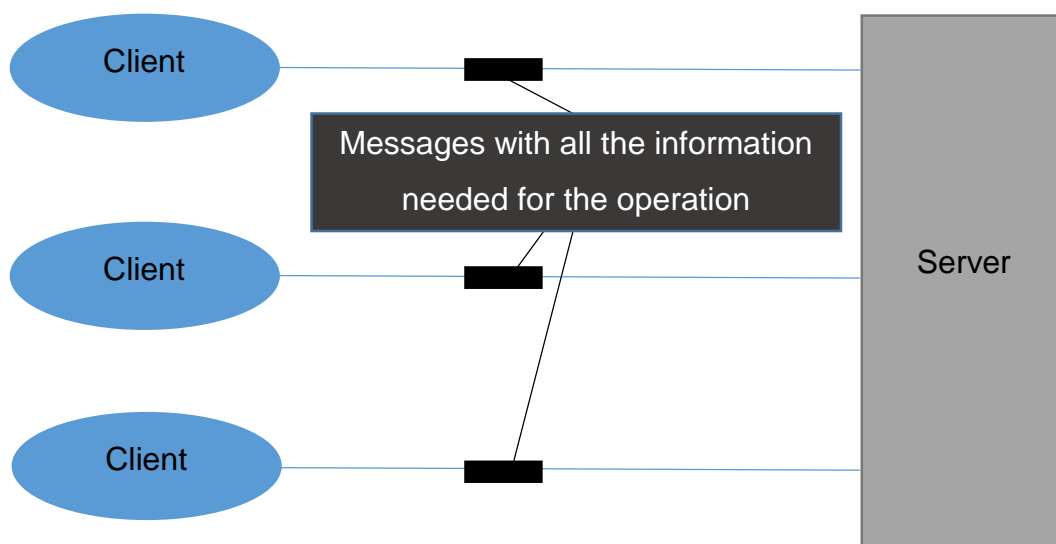 Client
Messages with all the information
needed for the operation
Client
Server
Client